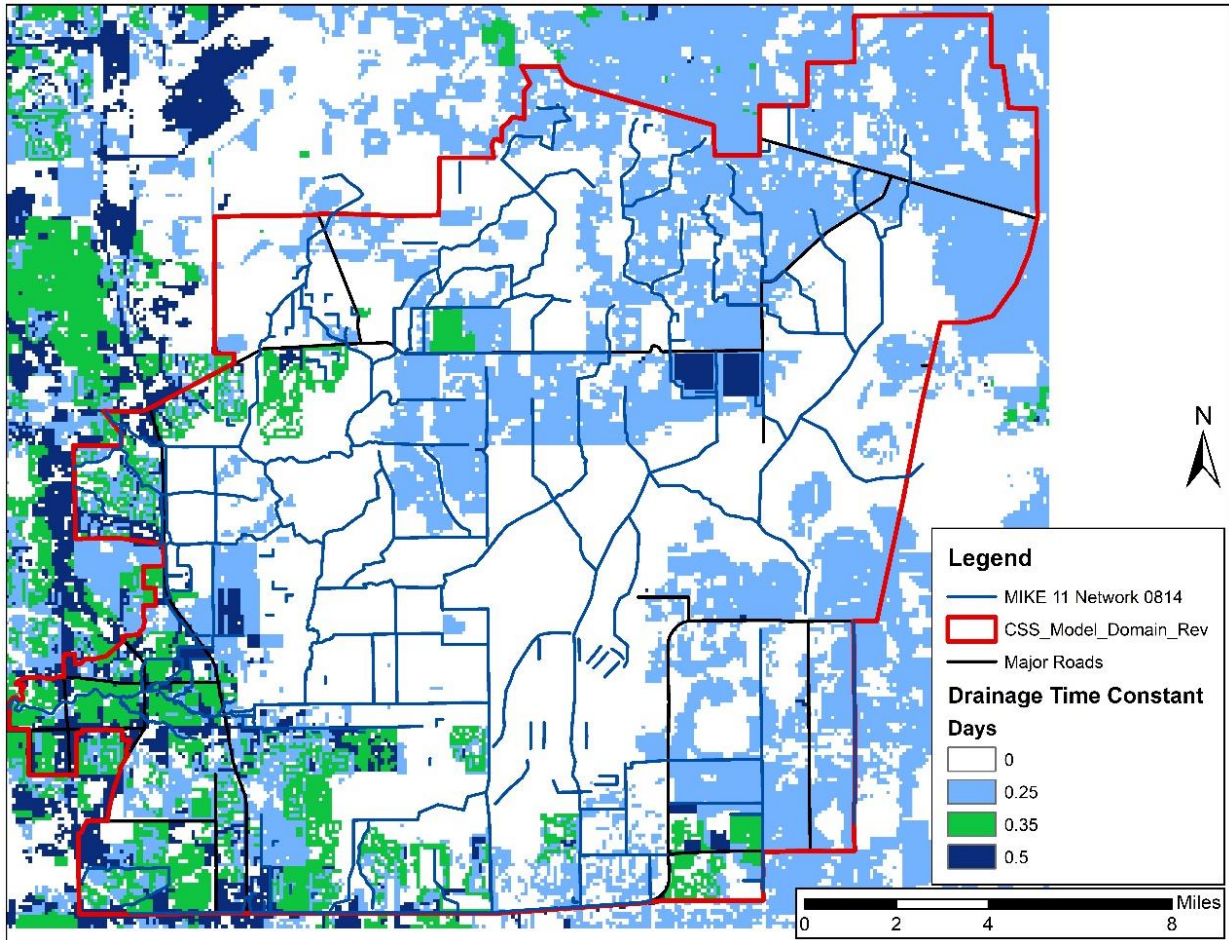 N
Legend
MIKE 11 Network 0814
CSS_Model_Domain_Rev
Major Roads
Drainage Time Constant
Days
0
0.25
0.35
0.5
Miles
0 2 4 8